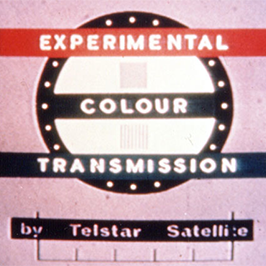 EXPERIMENTAL
COLOUR
TRANSMISSION
by Telstar Satellite